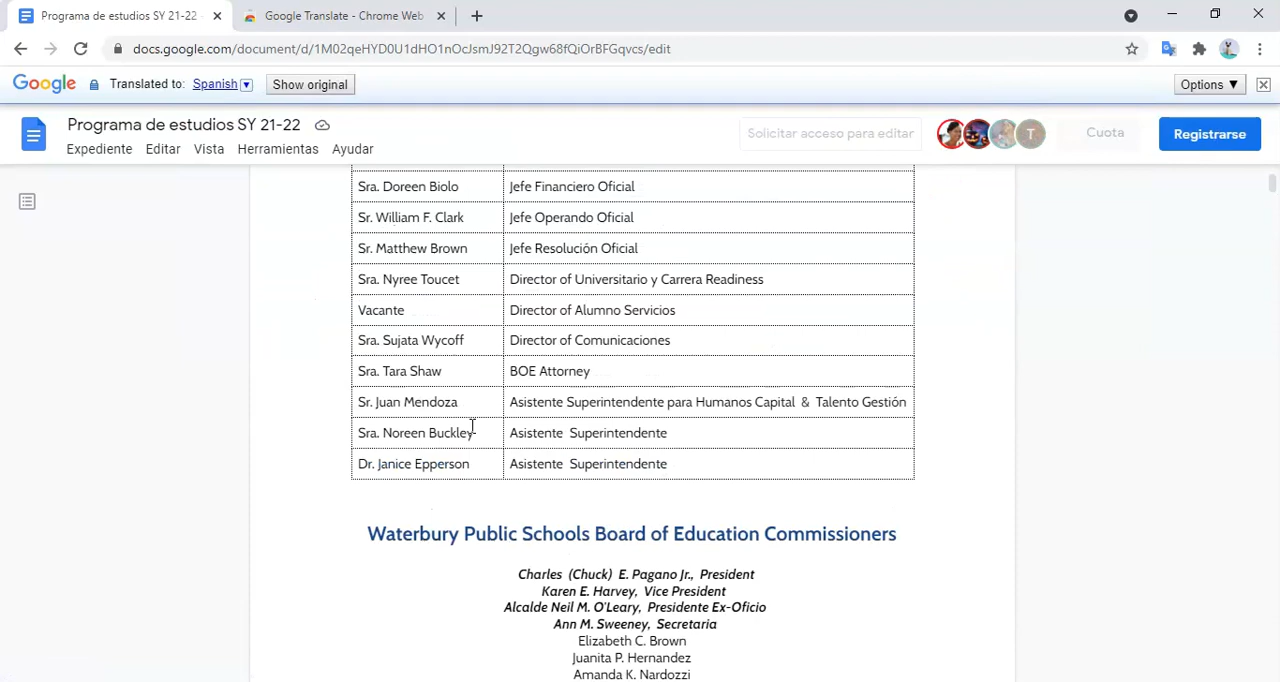 Programa de estudios SY 21-22
Google Translate - Chrome Web
docs.google.com/document/d/1M02qeHYD0U1dHO1nOcJsmJ92T2Qgw68fQiOrBFGqvcs/edit
Google Translated to: Spanish Show original Options ▼
Programa de estudios SY 21-22
Solicitar acceso para editar T Cuota Registrarse
Expediente Editar Vista Herramientas Ayudar
Sra. Doreen Biolo Jefe Financiero Oficial
Sr. William F. Clark Jefe Operando Oficial
Sr. Matthew Brown Jefe Resolución Oficial
Sra. Nyree Toucet Director of Universitario y Carrera Readiness
Vacante Director of Alumno Servicios
Sra. Sujata Wycoff Director of Comunicaciones
Sra. Tara Shaw BOE Attorney
Sr. Juan Mendoza Asistente Superintendente para Humanos Capital & Talento Gestión
Sra. Noreen Buckley Asistente Superintendente
Dr. Janice Epperson Asistente Superintendente
Waterbury Public Schools Board of Education Commissioners
Charles (Chuck) E. Pagano Jr., President
Karen E. Harvey, Vice President
Alcalde Neil M. O'Leary, Presidente Ex-Oficio
Ann M. Sweeney, Secretaria
Elizabeth C. Brown
Juanita P. Hernandez
Amanda K. Nardozzi